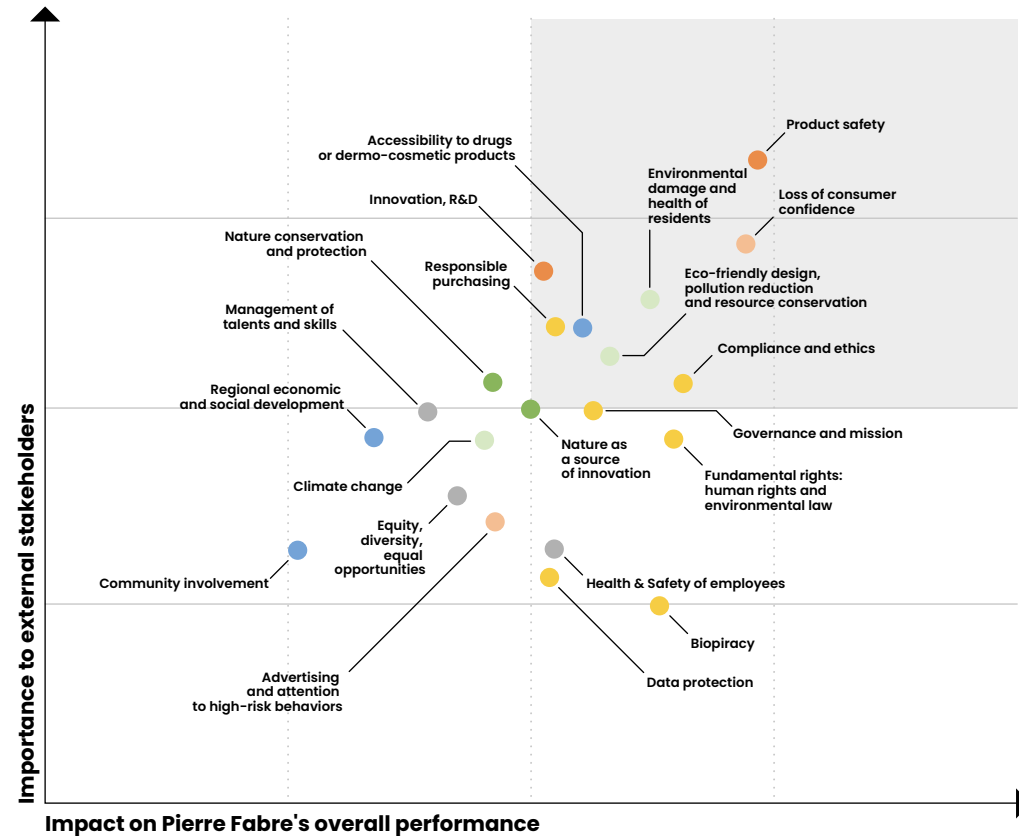 Product safety
Accessibility to drugs
or dermo-cosmetic products
Environmental
damage and
health of
residents
Loss of consumer
confidence
Innovation, R&D
Nature conservation
and protection
Responsible
purchasing
Eco-friendly design,
pollution reduction
and resource conservation
Management of
talents and skills
Compliance and ethics
Regional economic
and social development
Governance and mission
Nature as
a source
of innovation
Fundamental rights:
human rights and
environmental law
Climate change
Equity,
diversity,
equal
opportunities
Community involvement
Health & Safety of employees
Biopiracy
Data protection
Advertising
and attention
to high-risk behaviors
Importance to external stakeholders
Impact on Pierre Fabre's overall performance